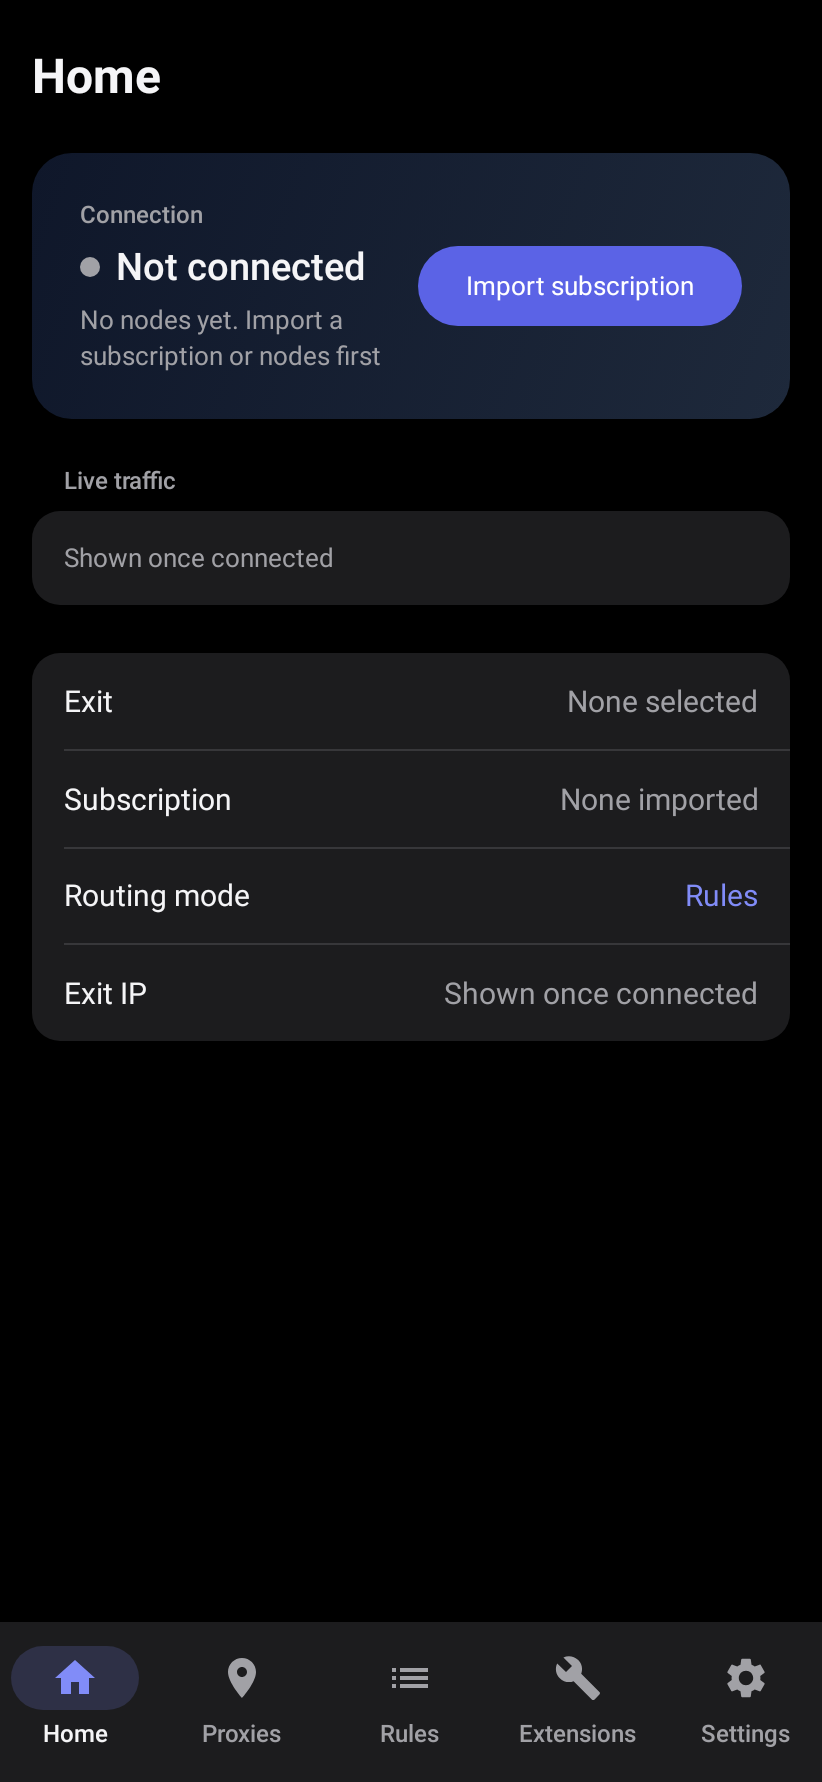 Home
Connection
Not connected
No nodes yet. Import a
subscription or nodes first
Import subscription
Live traffic
Shown once connected
Exit
None selected
Subscription
None imported
Routing mode
Rules
Exit IP
Shown once connected
Home
Proxies
Rules
Extensions
Settings